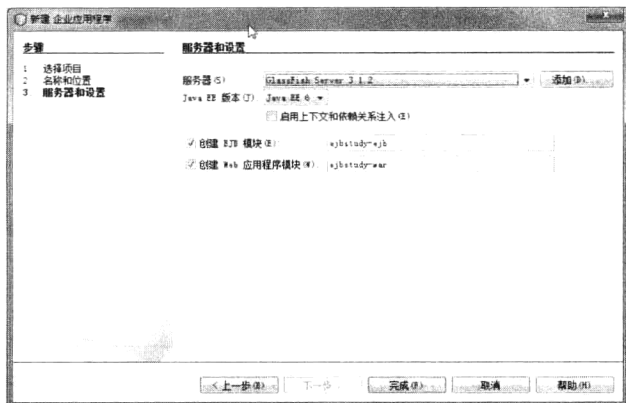 新建 企业应用程序
步骤
1 选择项目
2 名称和位置
3 服务器和设置
服务器和设置
服务器(S) GlassFish Server 3.1.2 添加(D)
Java EE 版本(J) Java EE 6
启用上下文和依赖关系注入(E)
创建 EJB 模块(E) ejbstudy-ejb
创建 Web 应用程序模块(W) ejbstudy-war
< 上一步(B) 下一步 完成(F) 取消 帮助(H)